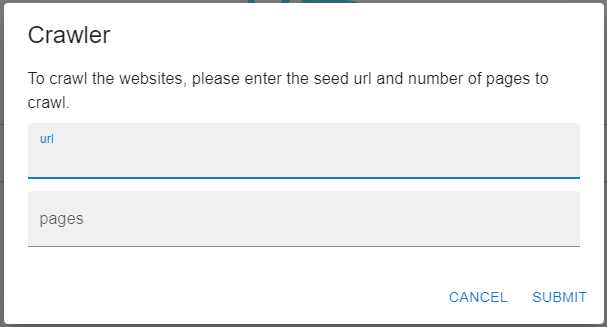 Crawler
To crawl the websites, please enter the seed url and number of pages to
crawl.
url
pages
CANCEL SUBMIT